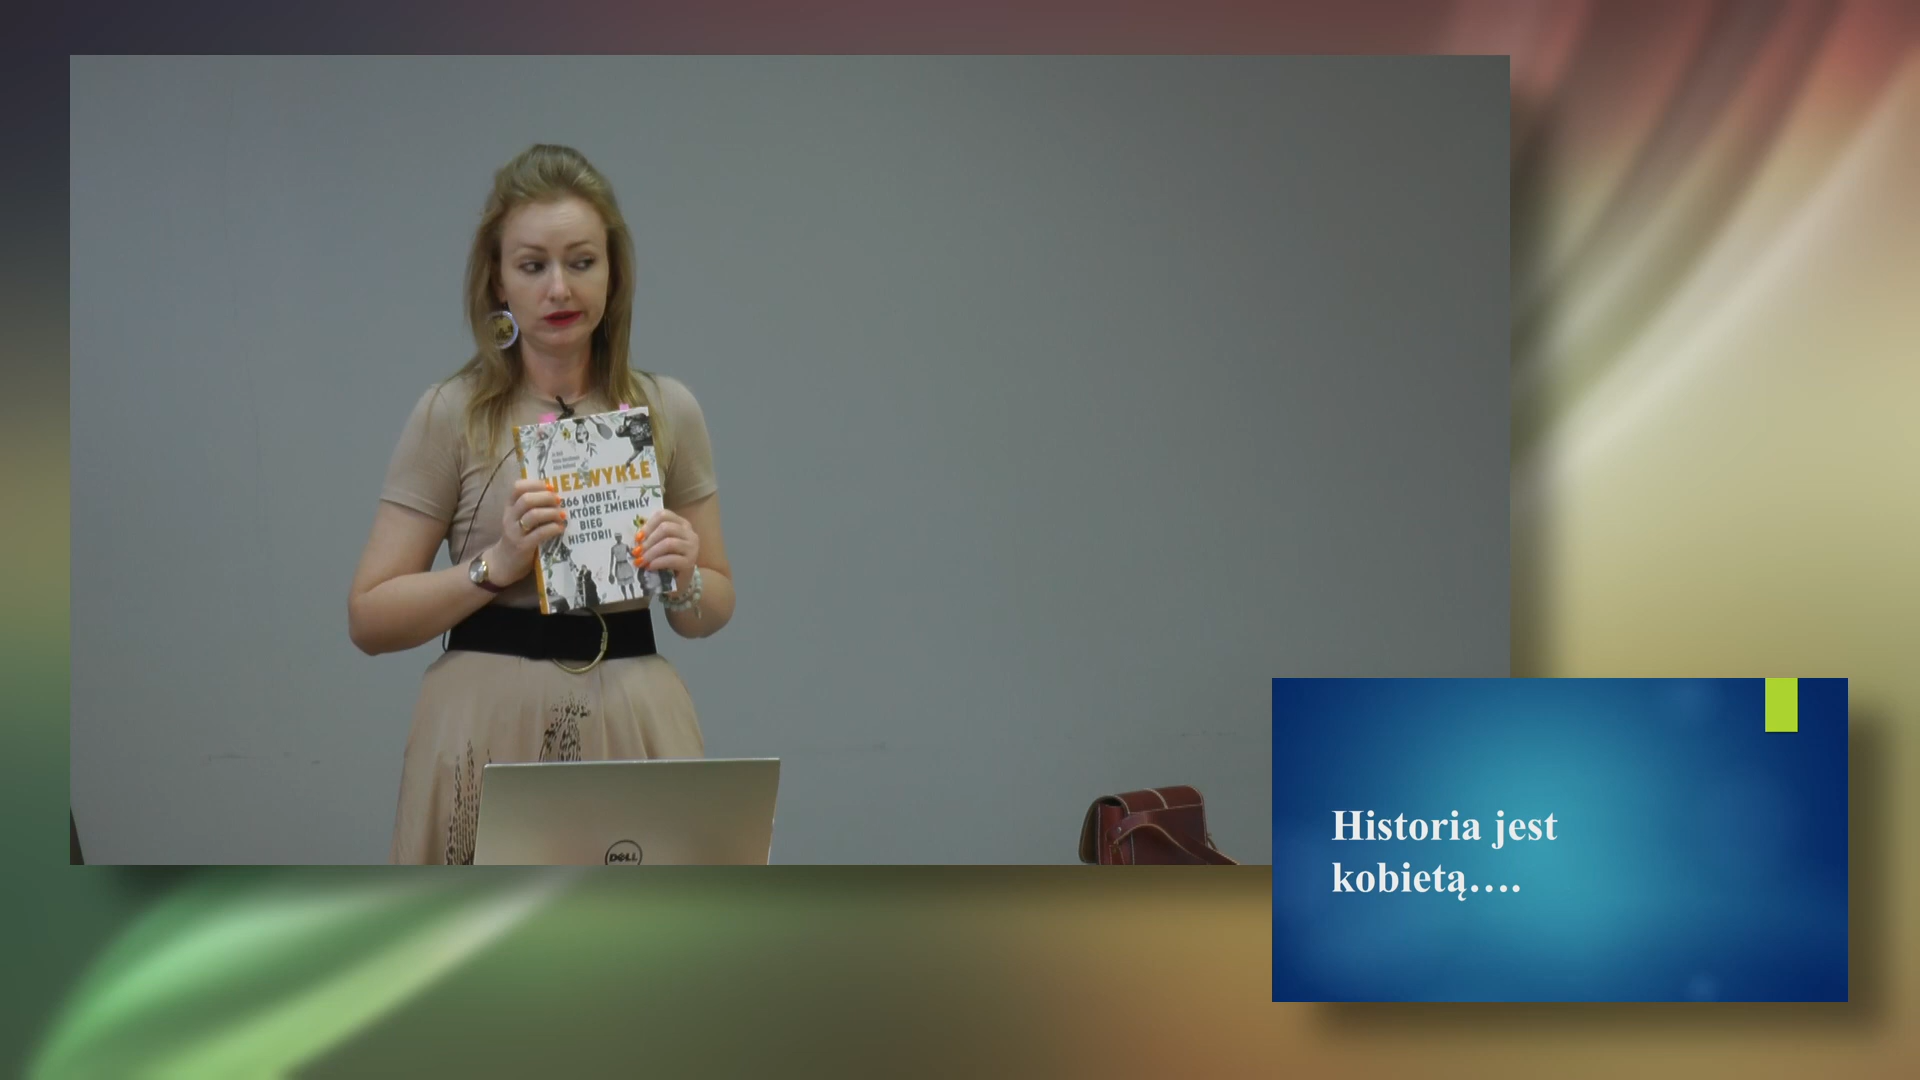 NIEZWYKŁE
366 KOBIET,
KTÓRE ZMIENIŁY
BIEG
HISTORII
DELL
Historia jest
kobietą....